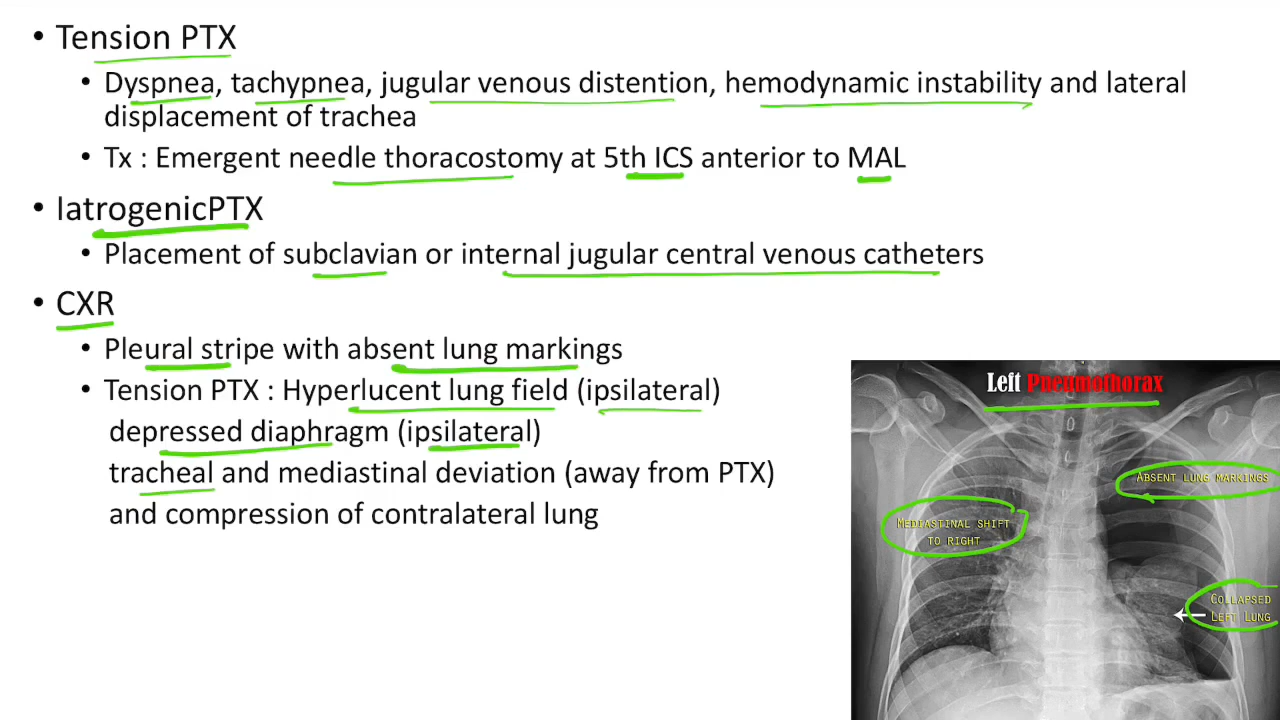 • Tension PTX
• Dyspnea, tachypnea, jugular venous distention, hemodynamic instability and lateral
displacement of trachea
• Tx : Emergent needle thoracostomy at 5th ICS anterior to MAL
• IatrogenicPTX
• Placement of subclavian or internal jugular central venous catheters
• CXR
• Pleural stripe with absent lung markings
• Tension PTX : Hyperlucent lung field (ipsilateral)
depressed diaphragm (ipsilateral)
tracheal and mediastinal deviation (away from PTX)
and compression of contralateral lung
Left Pneumothorax
ABSENT LUNG MARKINGS
MEDIASTINAL SHIFT
TO RIGHT
COLLAPSED
LEFT LUNG